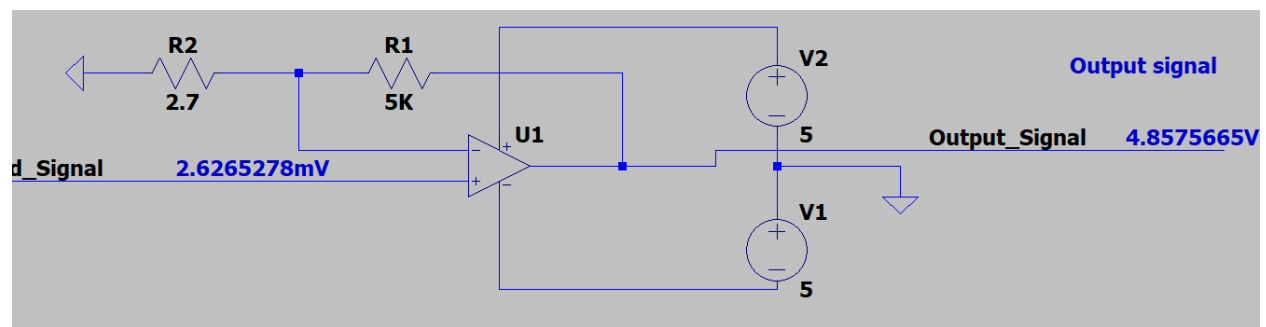 R2
R1
V2
Output signal
2.7
5K
U1
5
Output_Signal
4.8575665V
d_Signal
2.6265278mV
V1
5